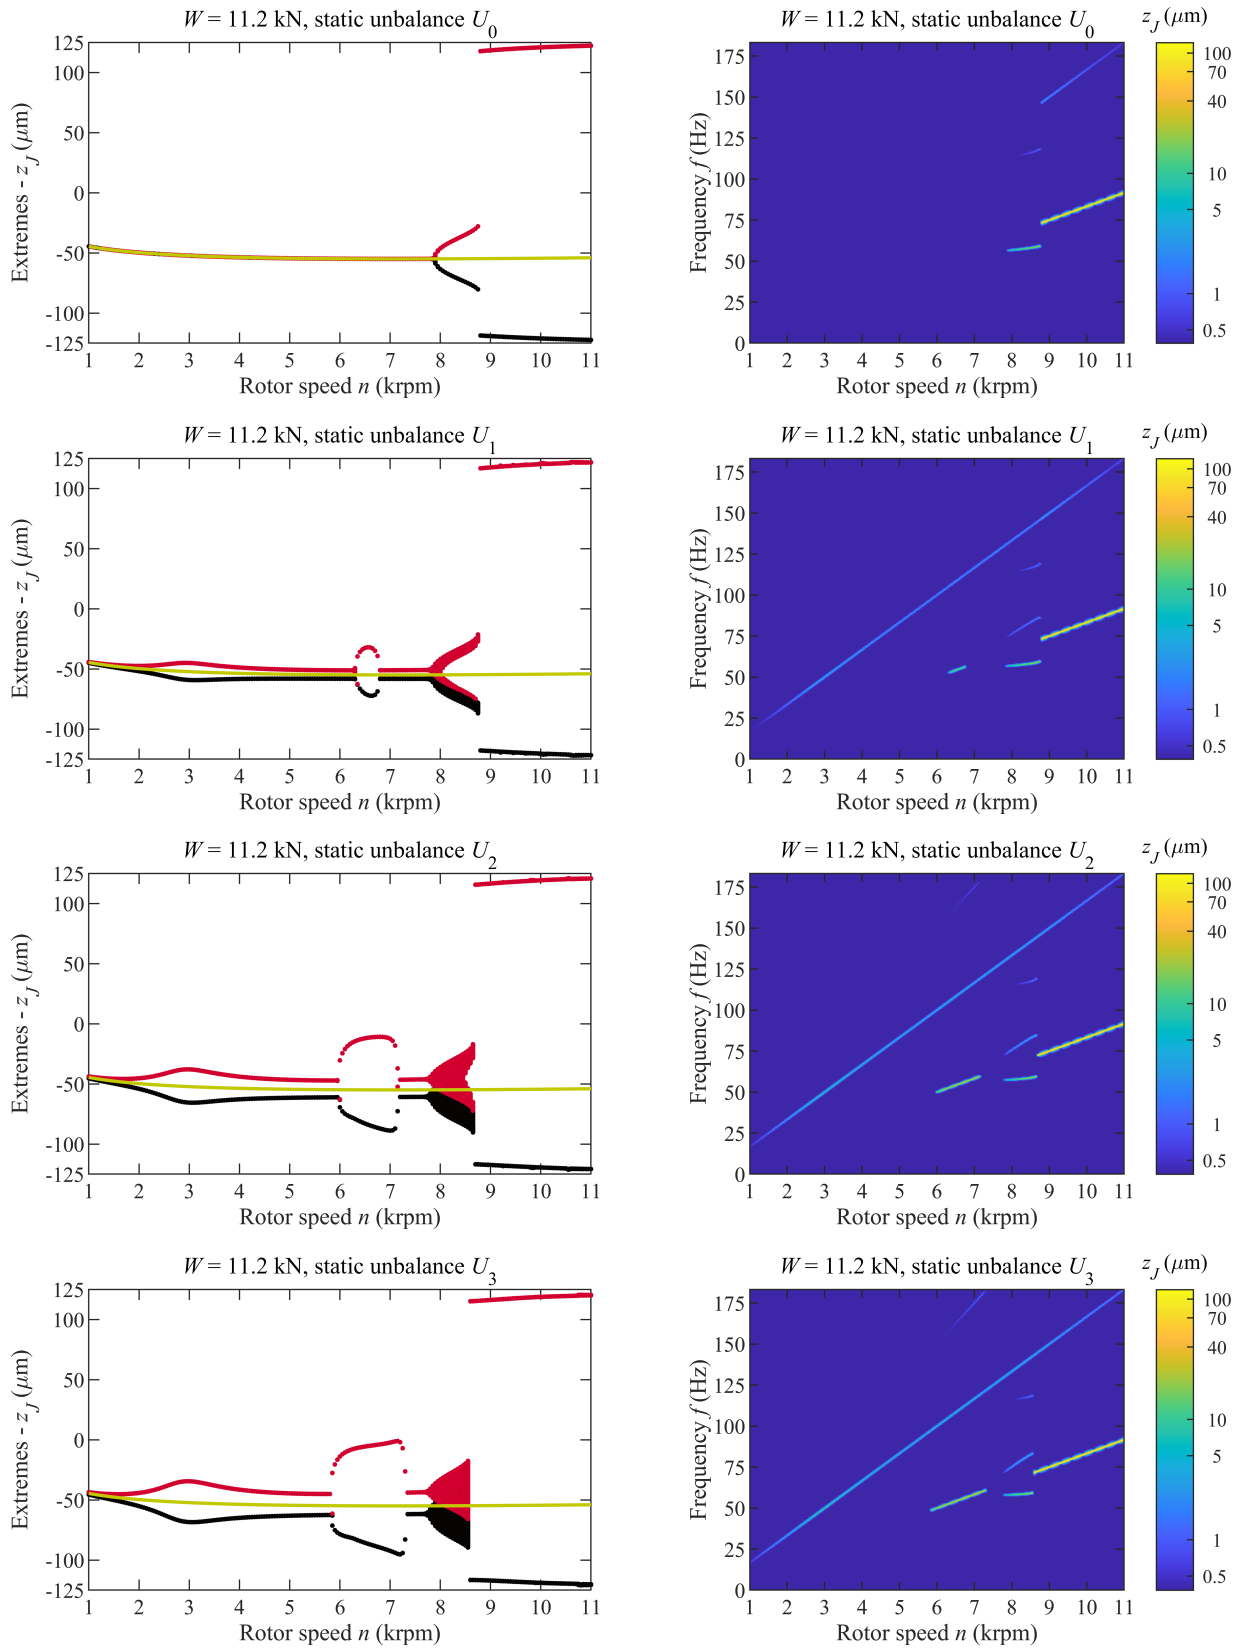 W = 11.2 kN, static unbalance U0
Extremes - zJ (μm)
125
100
50
0
-50
-100
-125
1 2 3 4 5 6 7 8 9 10 11
Rotor speed n (krpm)
W = 11.2 kN, static unbalance U0
zJ (μm)
Frequency f (Hz)
175
150
125
100
75
50
25
0
1 2 3 4 5 6 7 8 9 10 11
Rotor speed n (krpm)
100
70
40
10
5
1
0.5
W = 11.2 kN, static unbalance U1
Extremes - zJ (μm)
125
100
50
0
-50
-100
-125
1 2 3 4 5 6 7 8 9 10 11
Rotor speed n (krpm)
W = 11.2 kN, static unbalance U1
zJ (μm)
Frequency f (Hz)
175
150
125
100
75
50
25
0
1 2 3 4 5 6 7 8 9 10 11
Rotor speed n (krpm)
100
70
40
10
5
1
0.5
W = 11.2 kN, static unbalance U2
Extremes - zJ (μm)
125
100
50
0
-50
-100
-125
1 2 3 4 5 6 7 8 9 10 11
Rotor speed n (krpm)
W = 11.2 kN, static unbalance U2
zJ (μm)
Frequency f (Hz)
175
150
125
100
75
50
25
0
1 2 3 4 5 6 7 8 9 10 11
Rotor speed n (krpm)
100
70
40
10
5
1
0.5
W = 11.2 kN, static unbalance U3
Extremes - zJ (μm)
125
100
50
0
-50
-100
-125
1 2 3 4 5 6 7 8 9 10 11
Rotor speed n (krpm)
W = 11.2 kN, static unbalance U3
zJ (μm)
Frequency f (Hz)
175
150
125
100
75
50
25
0
1 2 3 4 5 6 7 8 9 10 11
Rotor speed n (krpm)
100
70
40
10
5
1
0.5